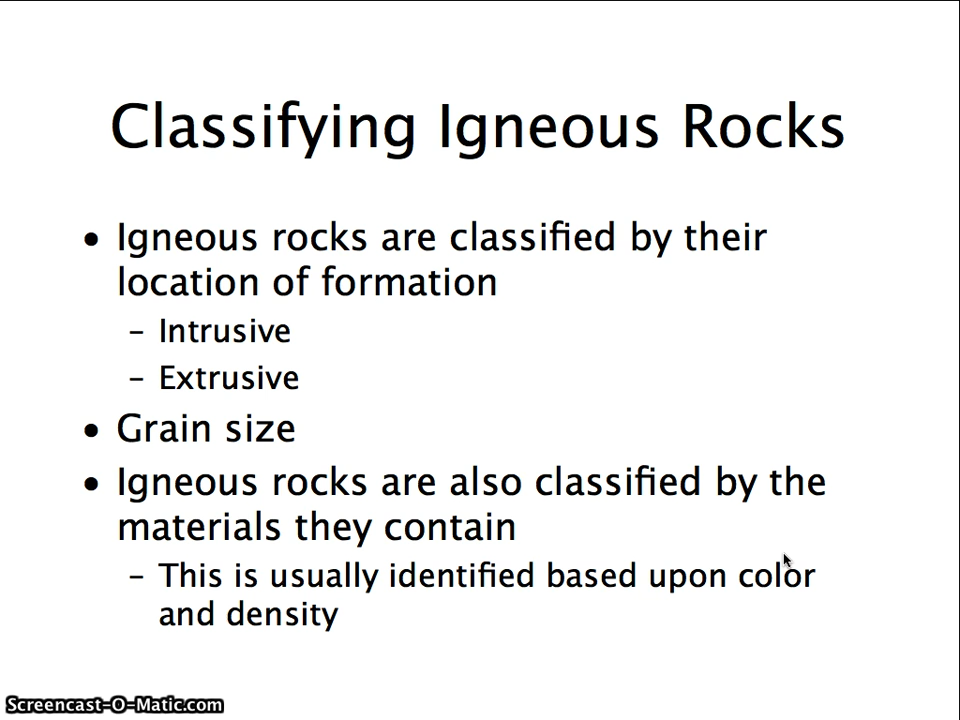 Classifying Igneous Rocks
• Igneous rocks are classified by their
location of formation
– Intrusive
– Extrusive
• Grain size
• Igneous rocks are also classified by the
materials they contain
– This is usually identified based upon color
and density
Screencast-O-Matic.com